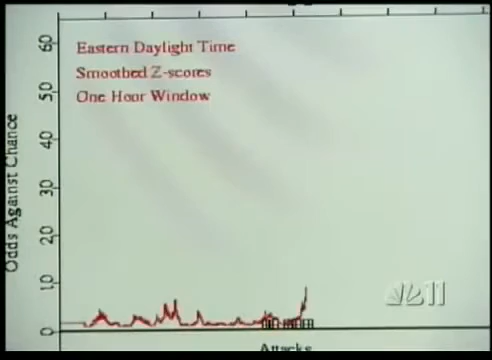 Eastern Daylight Time
Smoothed Z-scores
One Hour Window
Odds Against Chance
60
50
40
30
20
10
0
Attacks
11